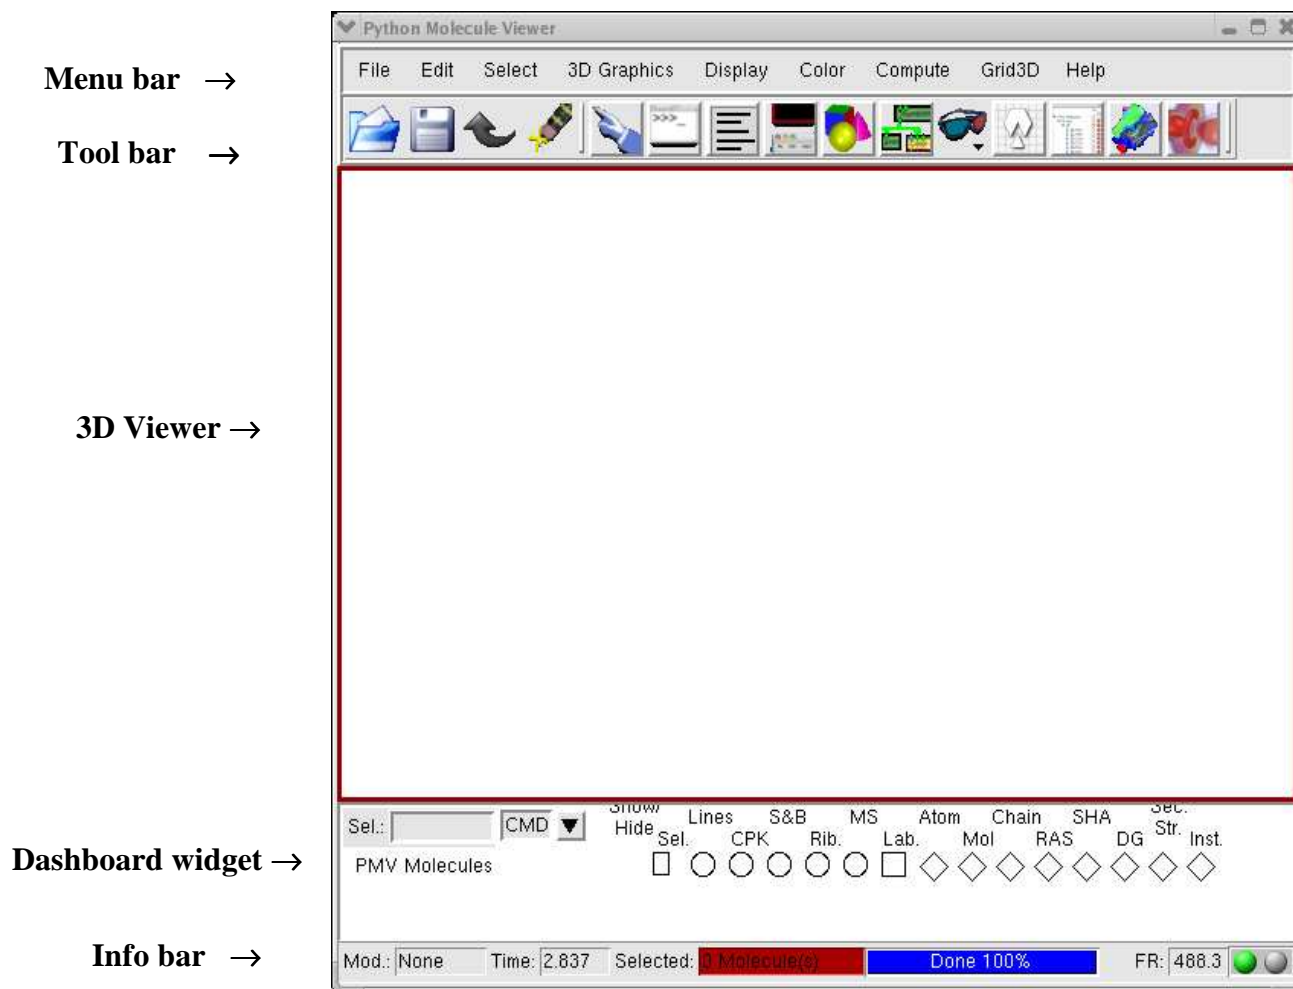 Python Molecule Viewer
Menu bar →
File Edit Select 3D Graphics Display Color Compute Grid3D Help
Tool bar →
>>>_
3D Viewer →
Dashboard widget →
Sel.: CMD ▼
Show/ Hide Sel. Lines CPK S&B Rib. MS Lab. Atom Mol Chain RAS SHA DG Sec. Str. Inst.
PMV Molecules
Info bar →
Mod.: None Time: 2.837 Selected: 0 Molecule(s) Done 100% FR: 488.3